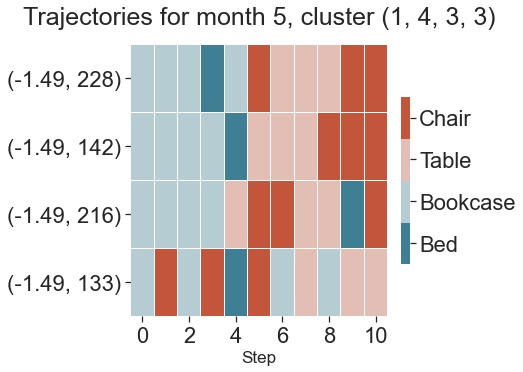 Trajectories for month 5, cluster (1, 4, 3, 3)
(-1.49, 228)
(-1.49, 142)
(-1.49, 216)
(-1.49, 133)
0 2 4 6 8 10
Step
Chair
Table
Bookcase
Bed